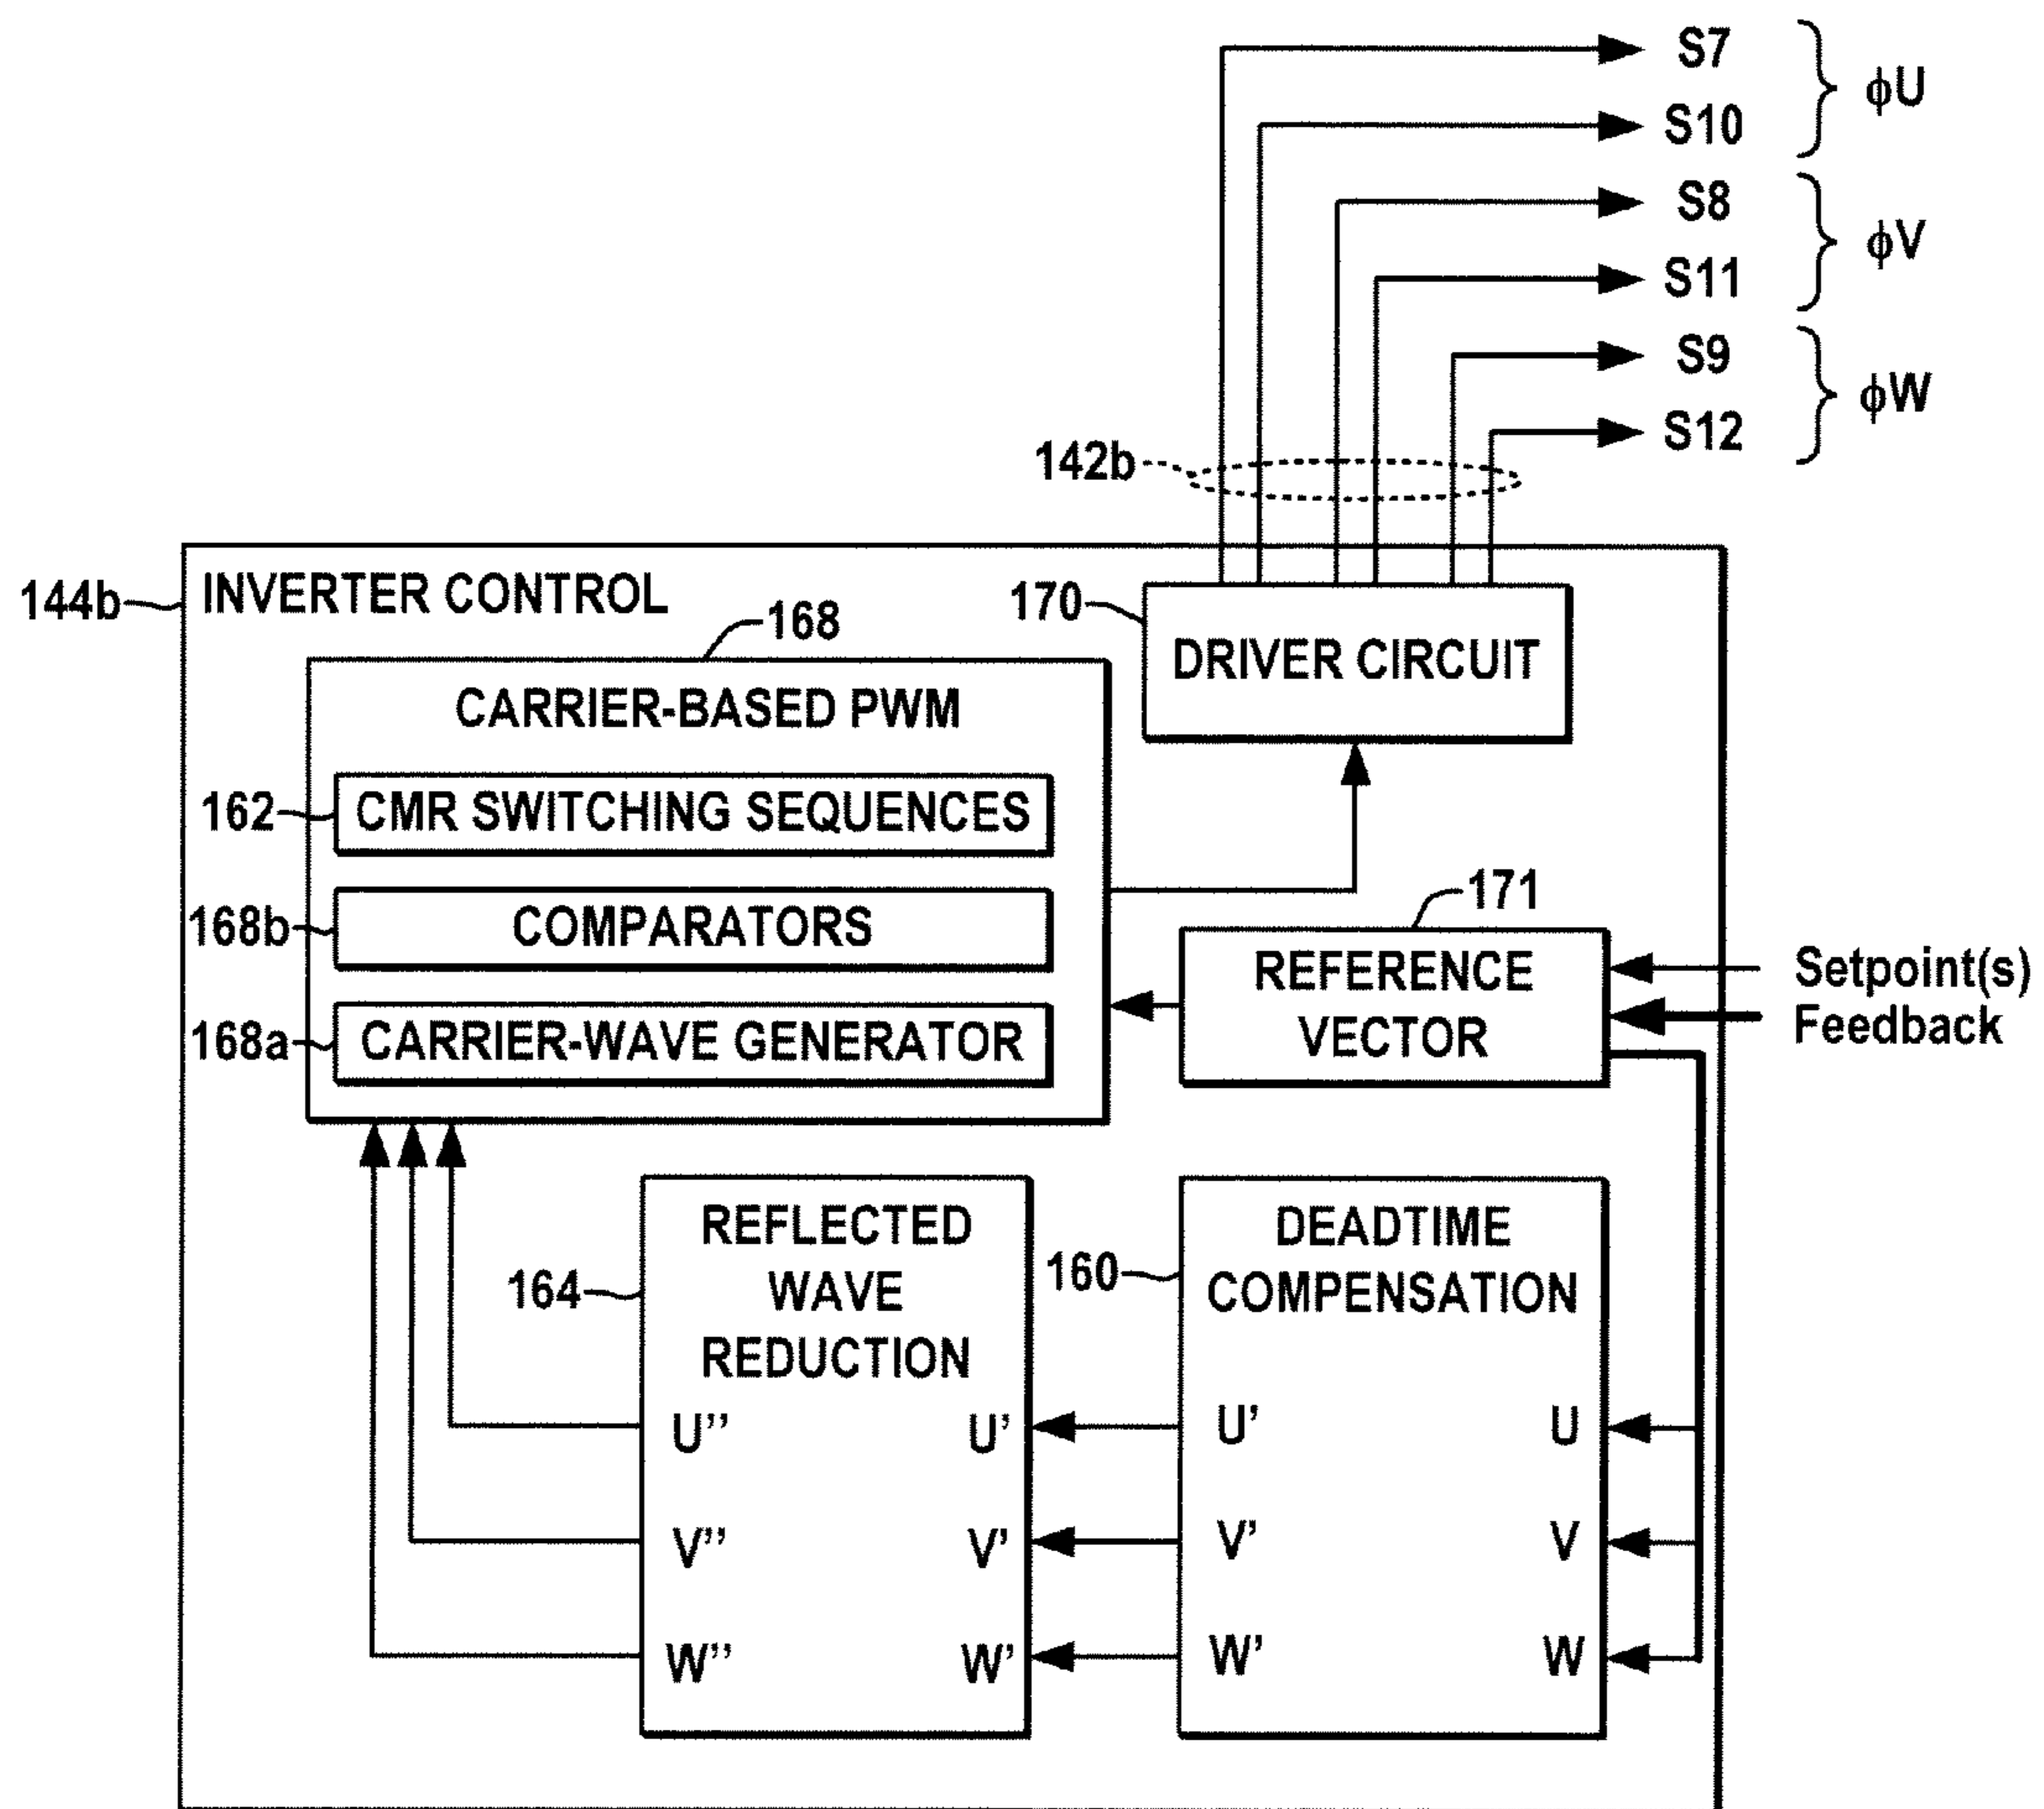 S7
S10
ϕU
S8
S11
ϕV
S9
S12
ϕW
142b
144b
INVERTER CONTROL
168
170
DRIVER CIRCUIT
CARRIER-BASED PWM
162
CMR SWITCHING SEQUENCES
168b
COMPARATORS
168a
CARRIER-WAVE GENERATOR
171
REFERENCE
VECTOR
Setpoint(s)
Feedback
164
REFLECTED
WAVE
REDUCTION
160
DEADTIME
COMPENSATION
U'' U' U' U
V'' V' V' V
W'' W' W' W